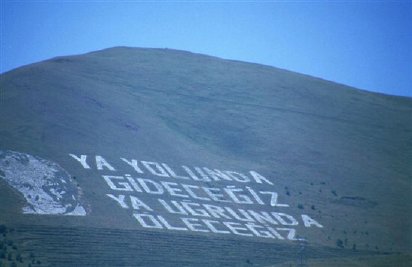 YA YOLUNDA
GİDECEĞİZ
YA UĞRUNDA
ÖLECEĞİZ